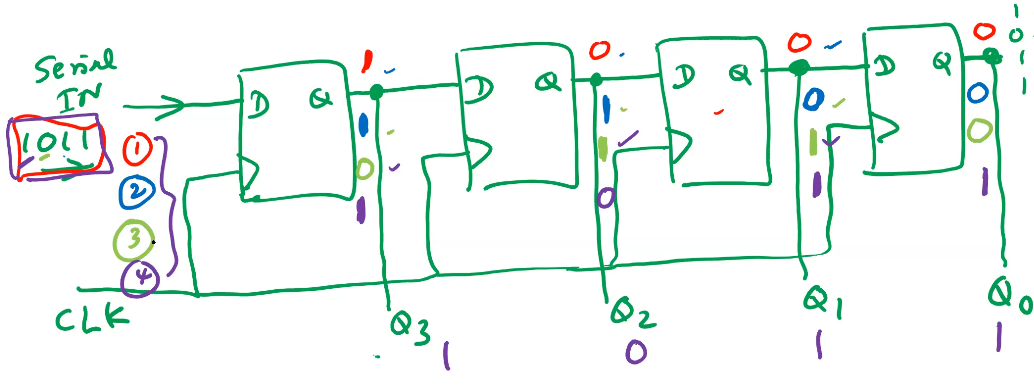 Serial
IN
1011
1
2
3
4
CLK
D Q
D Q
D Q
D Q
1 0 0 0
1 1 0 0
0 1 1 0
1 0 1 1
1
0
1
1
Q3 Q2 Q1 Q0
1 0 1 1